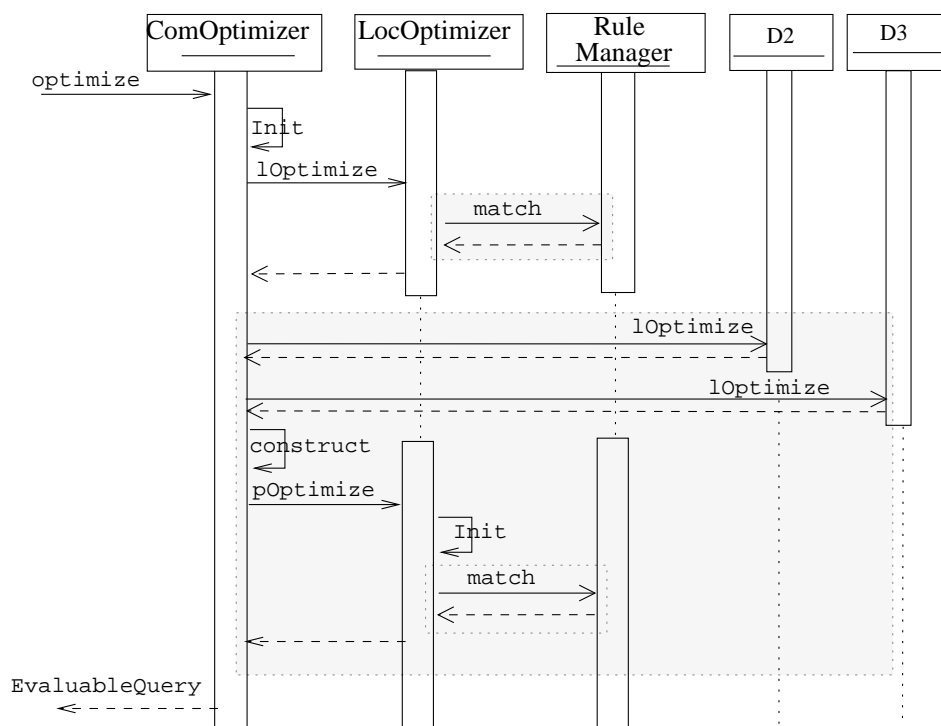 ComOptimizer
LocOptimizer
Rule
Manager
D2
D3
optimize
Init
lOptimize
match
lOptimize
lOptimize
construct
pOptimize
Init
match
EvaluableQuery